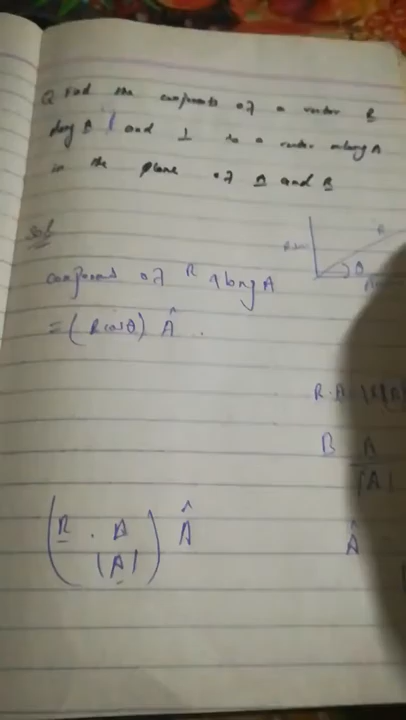 Q Find the components of a vector R
along A and ⊥ to a vector along A
in the plane of A and R
Sol
component of R along A
= (R cosθ) Â .
R
θ
R . A = |R||A|
B A
|A|
(R . A / |A|) Â
Â